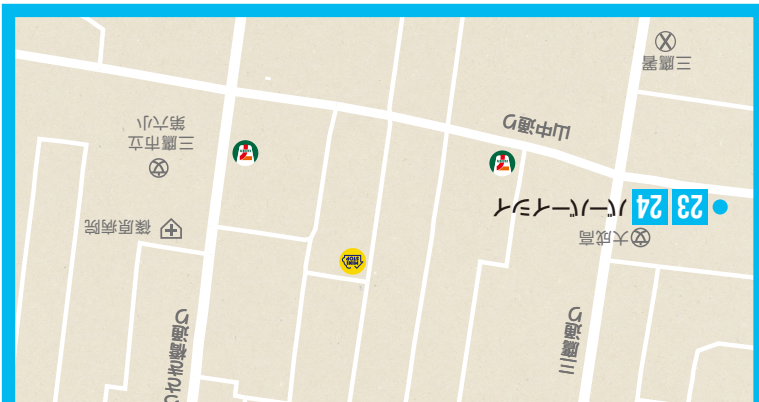 三鷹通り
さき橋通り
大成高
23 24 バーバーイシイ
MINI
STOP
篠原病院
三鷹市立
第六小
山中通り
三鷹署